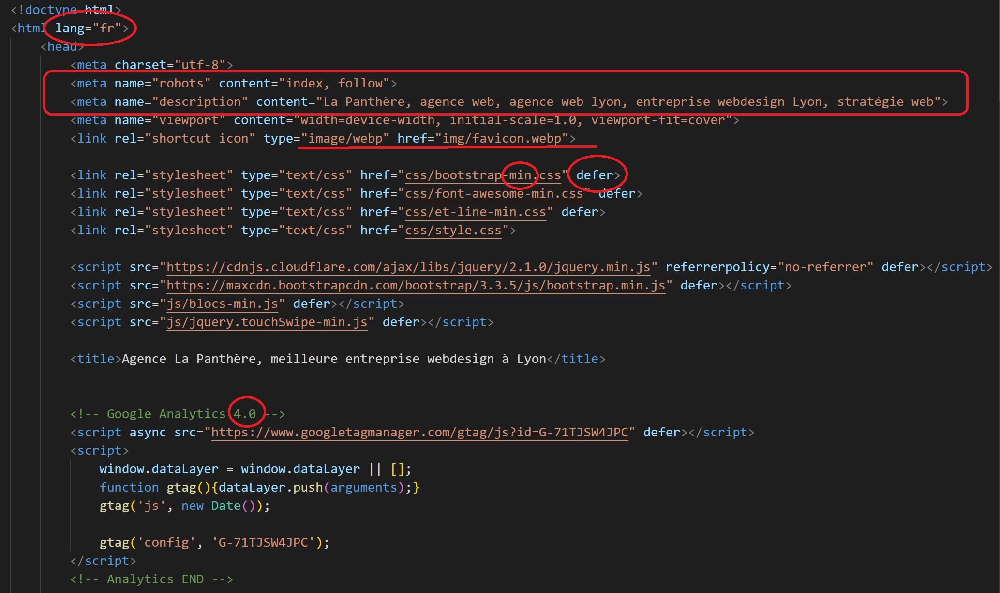 <!doctype html>
<html lang="fr">
<head>
<meta charset="utf-8">
<meta name="robots" content="index, follow">
<meta name="description" content="La Panthère, agence web, agence web lyon, entreprise webdesign Lyon, stratégie web">
<meta name="viewport" content="width=device-width, initial-scale=1.0, viewport-fit=cover">
<link rel="shortcut icon" type="image/webp" href="img/favicon.webp">
<link rel="stylesheet" type="text/css" href="css/bootstrap-min.css" defer>
<link rel="stylesheet" type="text/css" href="css/font-awesome-min.css" defer>
<link rel="stylesheet" type="text/css" href="css/et-line-min.css" defer>
<link rel="stylesheet" type="text/css" href="css/style.css">
<script src="https://cdnjs.cloudflare.com/ajax/libs/jquery/2.1.0/jquery.min.js" referrerpolicy="no-referrer" defer></script>
<script src="https://maxcdn.bootstrapcdn.com/bootstrap/3.3.5/js/bootstrap.min.js" defer></script>
<script src="js/blocs-min.js" defer></script>
<script src="js/jquery.touchSwipe-min.js" defer></script>
<title>Agence La Panthère, meilleure entreprise webdesign à Lyon</title>
<!-- Google Analytics 4.0 -->
<script async src="https://www.googletagmanager.com/gtag/js?id=G-71TJSW4JPC" defer></script>
<script>
window.dataLayer = window.dataLayer || [];
function gtag(){dataLayer.push(arguments);}
gtag('js', new Date());
gtag('config', 'G-71TJSW4JPC');
</script>
<!-- Analytics END -->